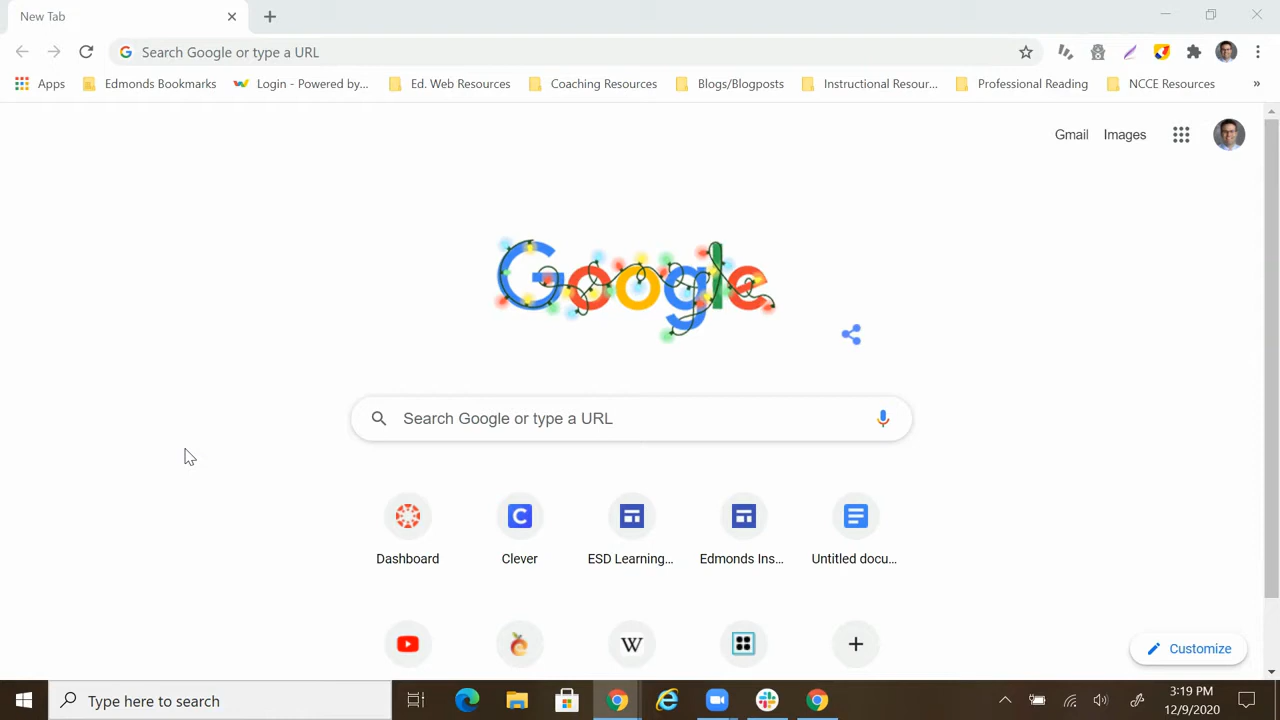 New Tab
Search Google or type a URL
Apps
Edmonds Bookmarks
Login - Powered by...
Ed. Web Resources
Coaching Resources
Blogs/Blogposts
Instructional Resour...
Professional Reading
NCCE Resources
»
Gmail
Images
Google
Search Google or type a URL
Dashboard
Clever
ESD Learning...
Edmonds Ins...
Untitled docu...
W
Customize
Type here to search
3:19 PM
12/9/2020